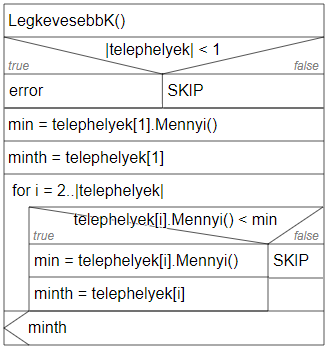 LegkevesebbK()
|telephelyek| < 1
true
false
error
SKIP
min = telephelyek[1].Mennyi()
minth = telephelyek[1]
for i = 2..|telephelyek|
telephelyek[i].Mennyi() < min
true
false
min = telephelyek[i].Mennyi()
SKIP
minth = telephelyek[i]
minth